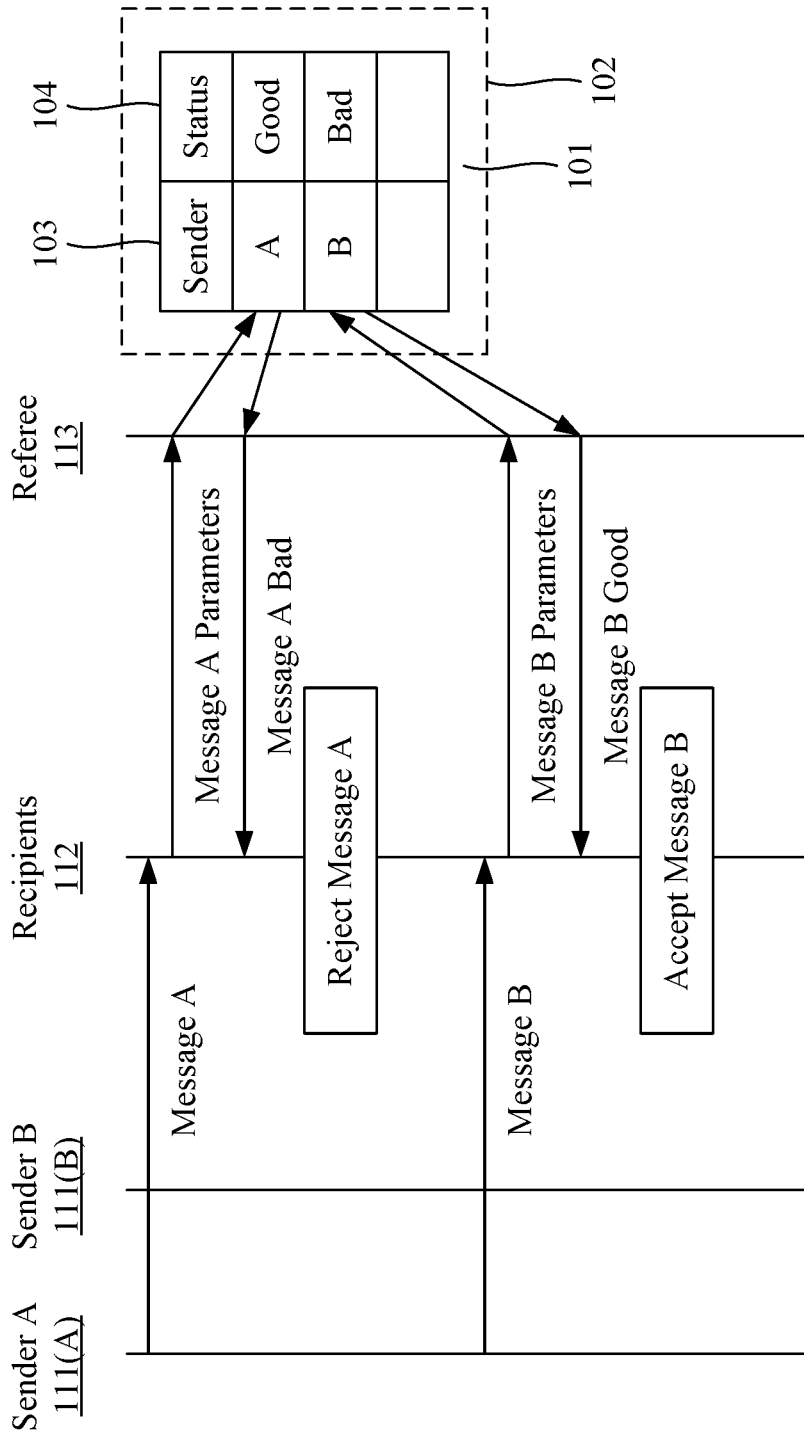 Sender A
111(A)
Sender B
111(B)
Recipients
112
Referee
113
103
104
Sender
Status
A
Good
B
Bad
101
102
Message A
Message A Parameters
Message A Bad
Reject Message A
Message B
Message B Parameters
Message B Good
Accept Message B